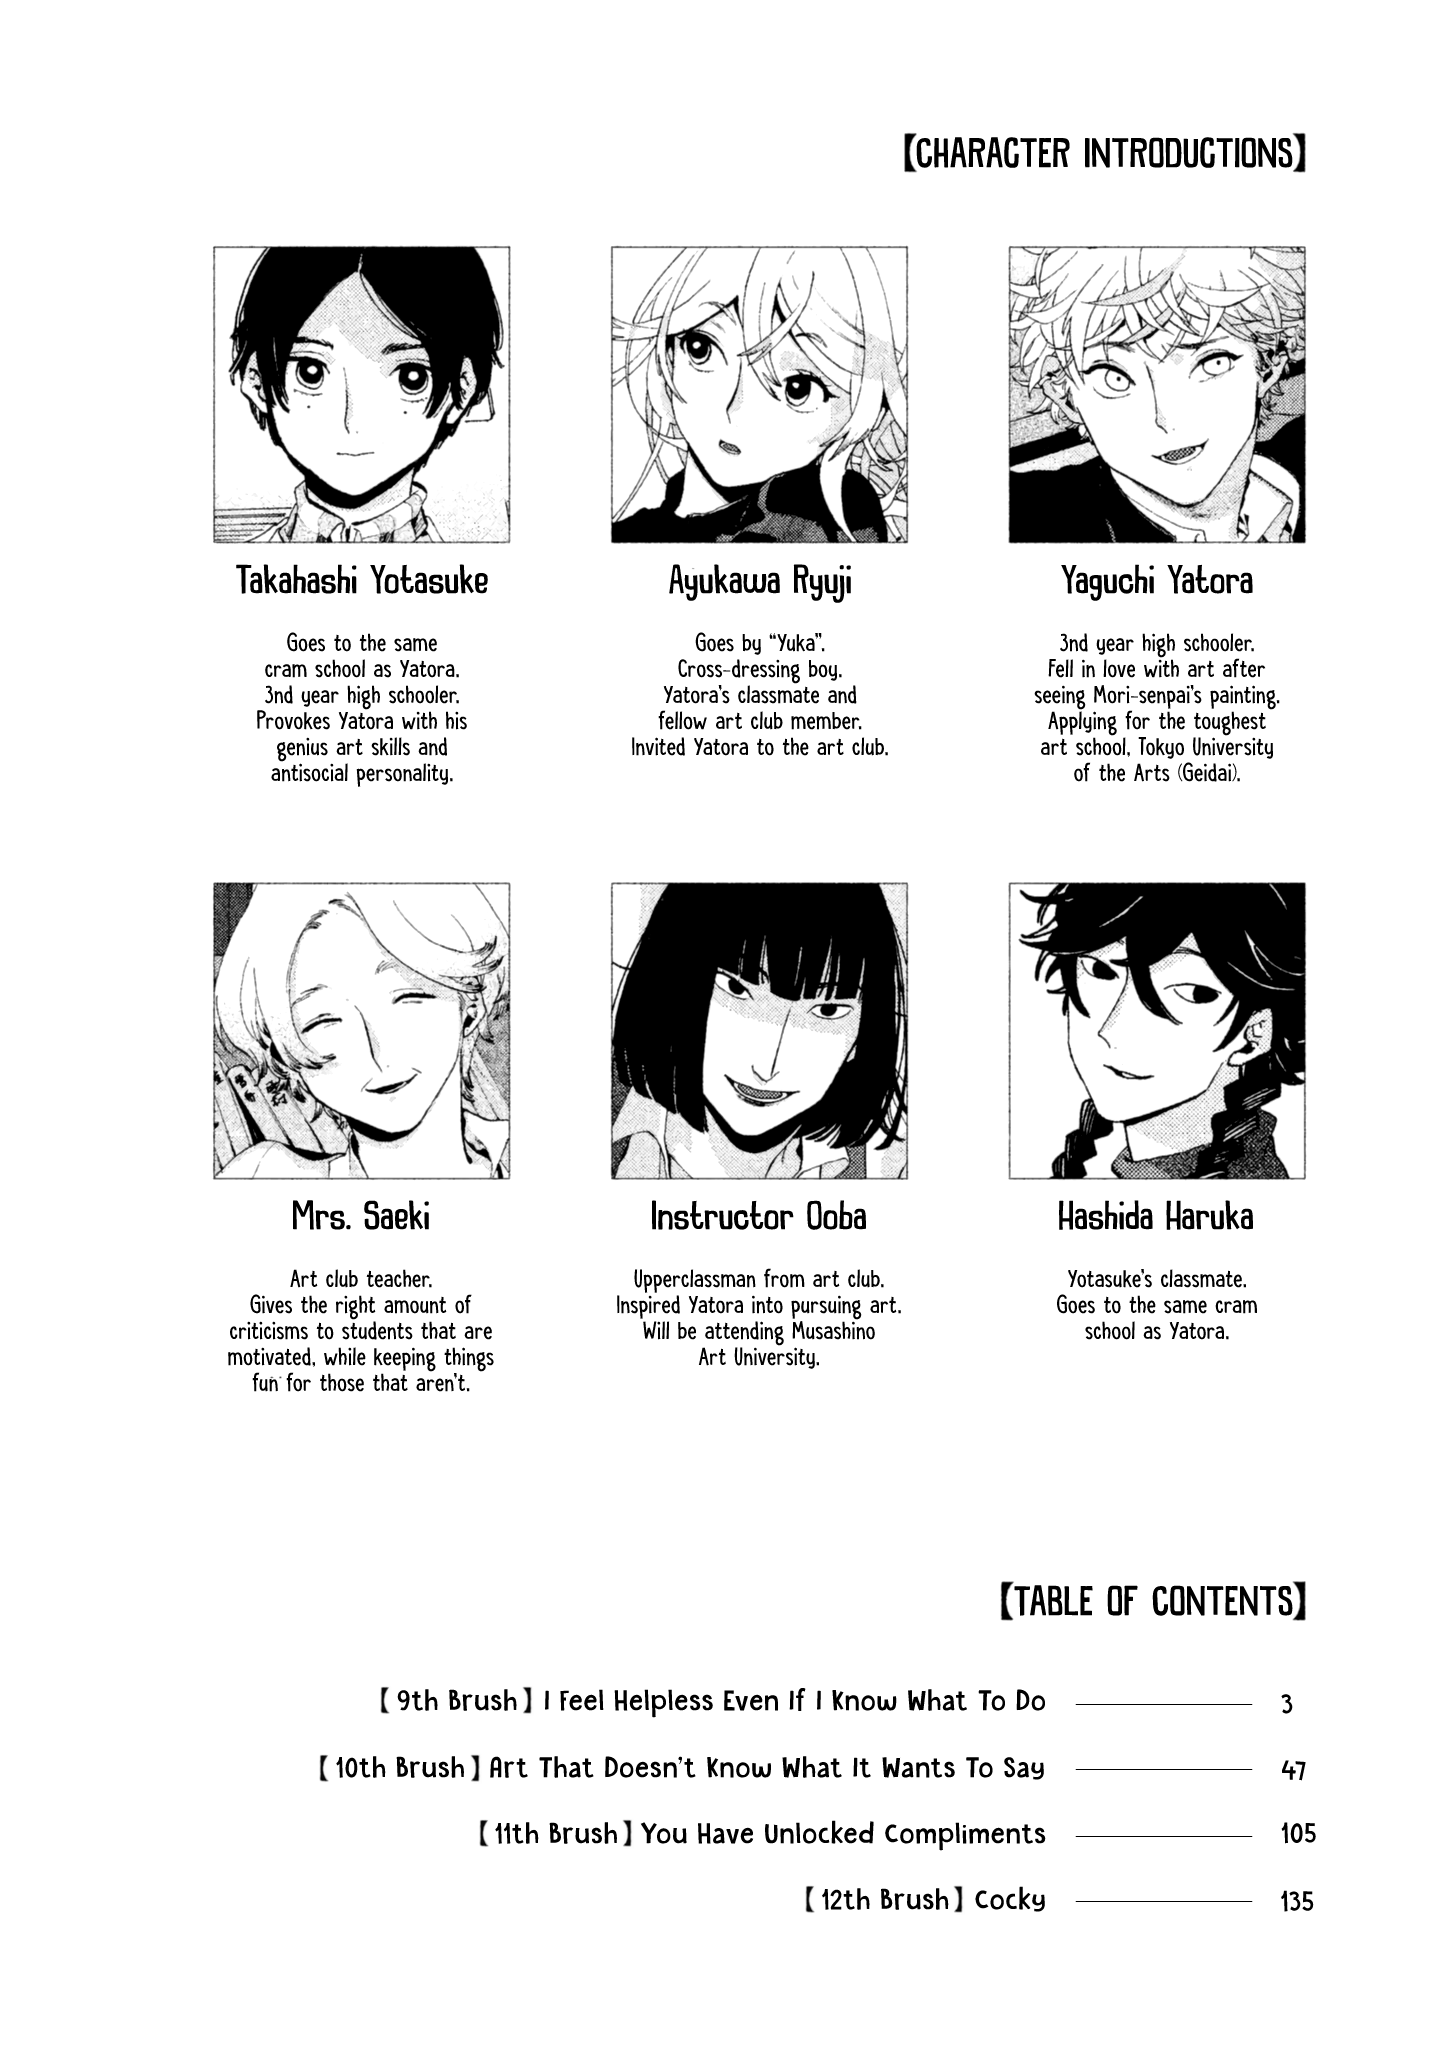 【CHARACTER INTRODUCTIONS】
Takahashi Yotasuke
Goes to the same
cram school as Yatora.
3nd year high schooler.
Provokes Yatora with his
genius art skills and
antisocial personality.
Ayukawa Ryuji
Goes by “Yuka”.
Cross-dressing boy.
Yatora's classmate and
fellow art club member.
Invited Yatora to the art club.
Yaguchi Yatora
3nd year high schooler.
Fell in love with art after
seeing Mori-senpai's painting.
Applying for the toughest
art school, Tokyo University
of the Arts (Geidai).
Mrs. Saeki
Art club teacher.
Gives the right amount of
criticisms to students that are
motivated, while keeping things
fun for those that aren't.
Instructor Ooba
Upperclassman from art club.
Inspired Yatora into pursuing art.
Will be attending Musashino
Art University.
Hashida Haruka
Yotasuke's classmate.
Goes to the same cram
school as Yatora.
【TABLE OF CONTENTS】
【9th Brush】I Feel Helpless Even If I Know What To Do 3
【10th Brush】Art That Doesn't Know What It Wants To Say 47
【11th Brush】You Have Unlocked Compliments 105
【12th Brush】Cocky 135